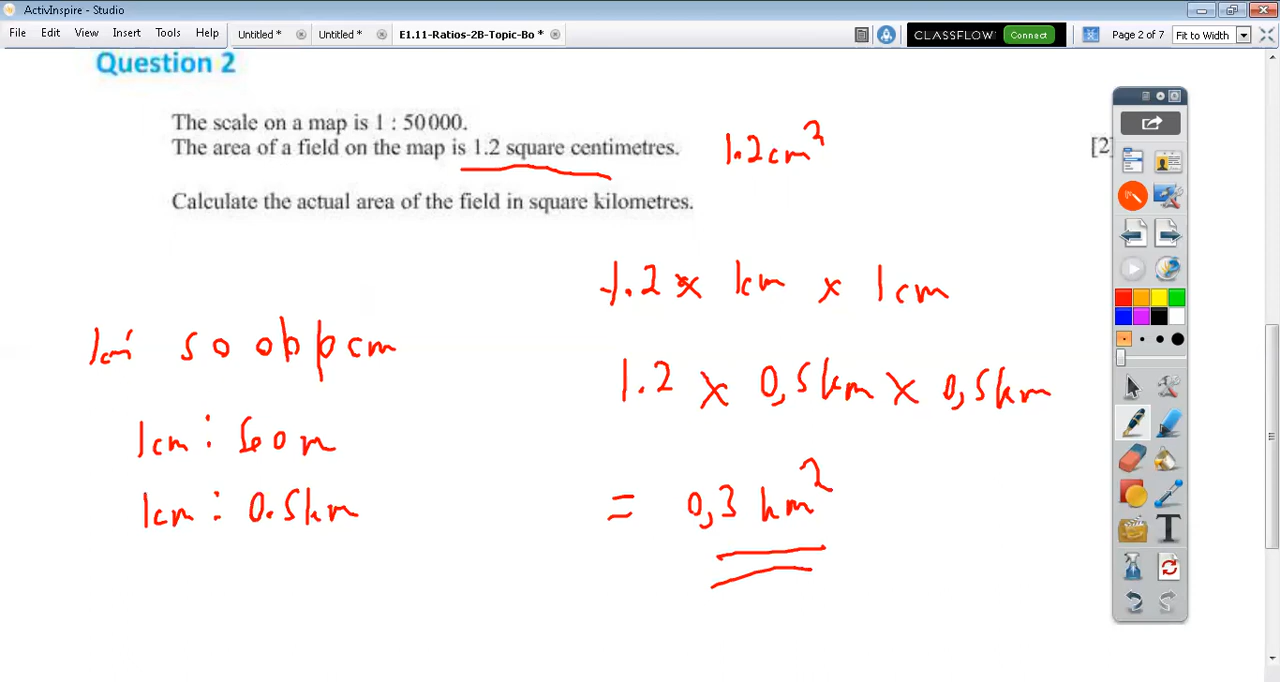 ActivInspire - Studio
File Edit View Insert Tools Help Untitled * Untitled * E1.11-Ratios-2B-Topic-Bo * CLASSFLOW Connect Page 2 of 7 Fit to Width
Question 2
The scale on a map is 1 : 50 000.
The area of a field on the map is 1.2 square centimetres. 1.2cm² [2]
Calculate the actual area of the field in square kilometres.
1.2 × 1cm × 1cm
1cm : 50 000 cm
1.2 × 0,5km × 0,5km
1cm : 500 m
1cm : 0.5km
= 0,3 km²
T